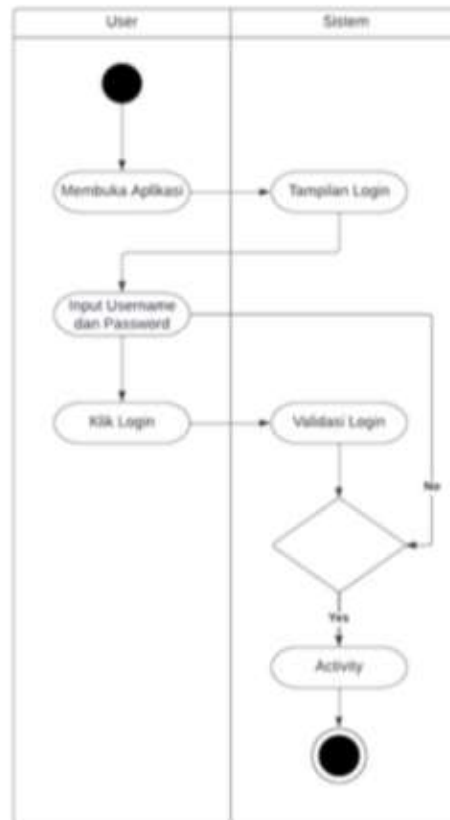 User
Sistem
Membuka Aplikasi
Tampilan Login
Input Username
dan Password
Klik Login
Validasi Login
No
Yes
Activity